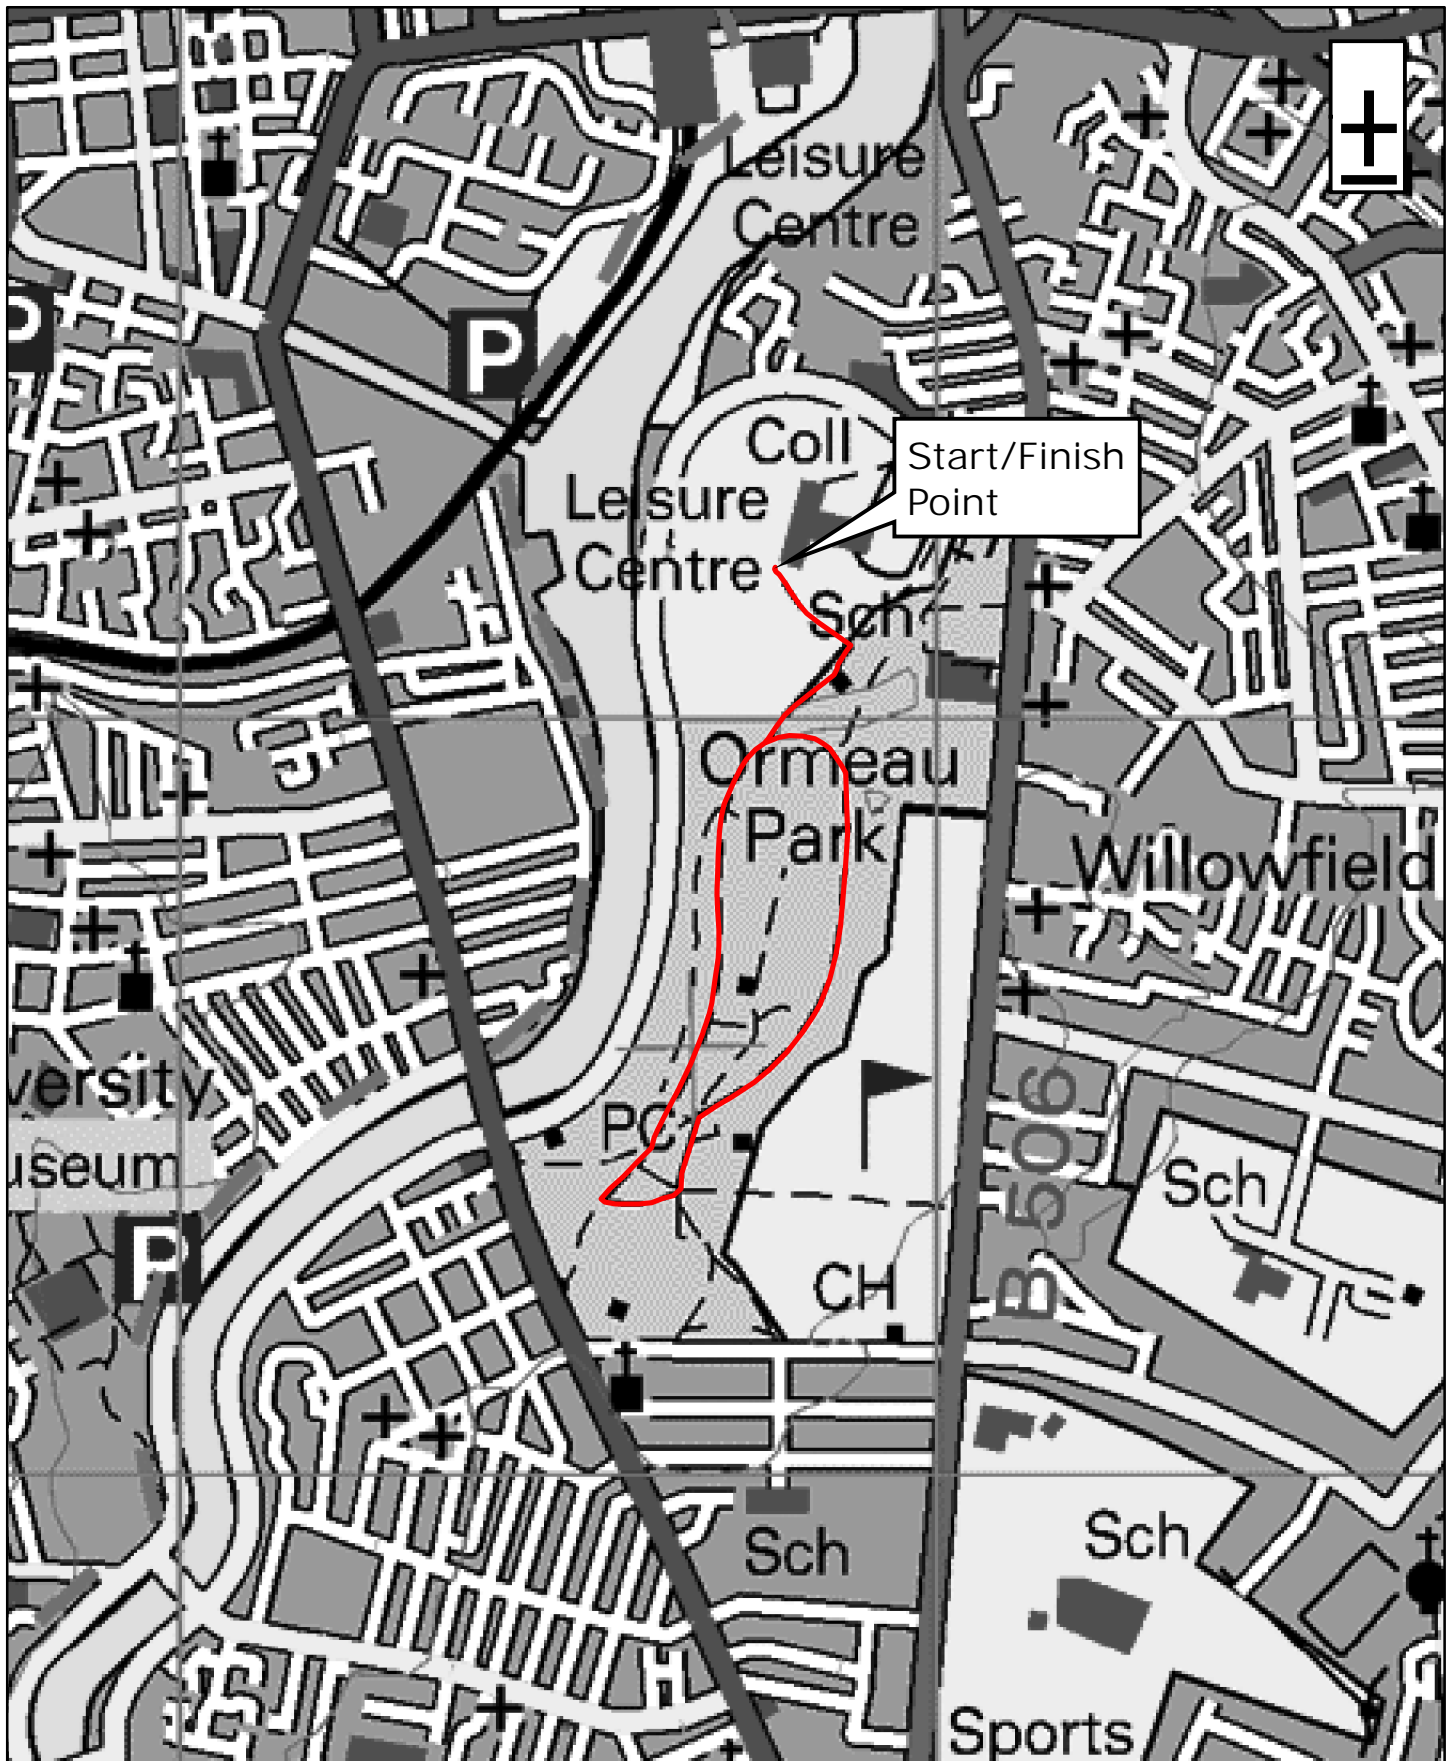 Leisure
Centre
P
P
Coll
Start/Finish
Point
Leisure
Centre
Sch
Ormeau
Park
Willowfield
versity
PC
useum
B 506
Sch
P
CH
Sch
Sch
Sports